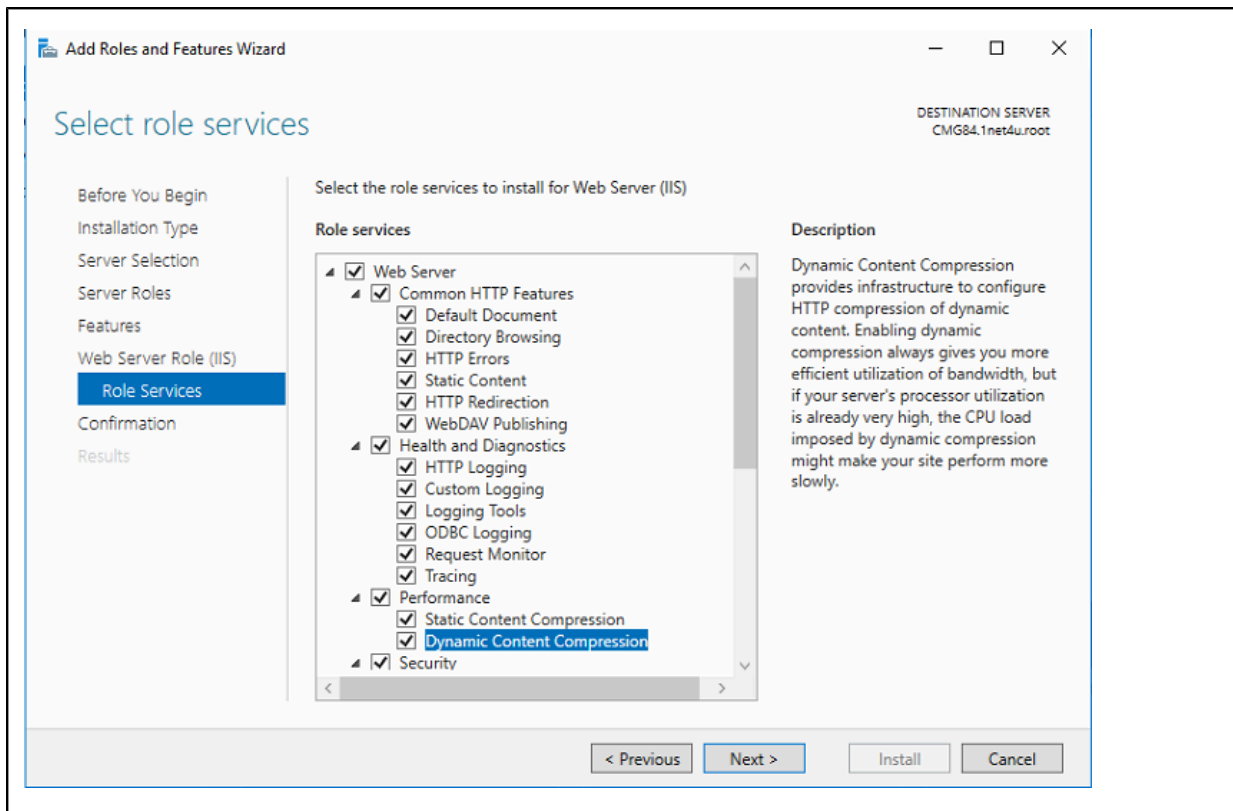 Add Roles and Features Wizard
Select role services
DESTINATION SERVER
CMG84.1net4u.root
Before You Begin
Installation Type
Server Selection
Server Roles
Features
Web Server Role (IIS)
Role Services
Confirmation
Results
Select the role services to install for Web Server (IIS)
Role services
Web Server
Common HTTP Features
Default Document
Directory Browsing
HTTP Errors
Static Content
HTTP Redirection
WebDAV Publishing
Health and Diagnostics
HTTP Logging
Custom Logging
Logging Tools
ODBC Logging
Request Monitor
Tracing
Performance
Static Content Compression
Dynamic Content Compression
Security
Description
Dynamic Content Compression
provides infrastructure to configure
HTTP compression of dynamic
content. Enabling dynamic
compression always gives you more
efficient utilization of bandwidth, but
if your server's processor utilization
is already very high, the CPU load
imposed by dynamic compression
might make your site perform more
slowly.
< Previous
Next >
Install
Cancel